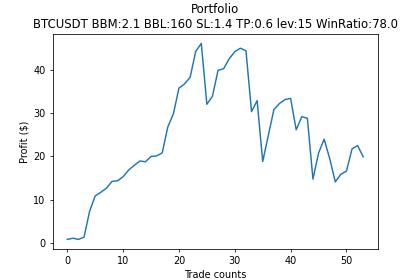 Portfolio
BTCUSDT BBM:2.1 BBL:160 SL:1.4 TP:0.6 lev:15 WinRatio:78.0
Profit ($)
40
30
20
10
0
0
10
20
30
40
50
Trade counts